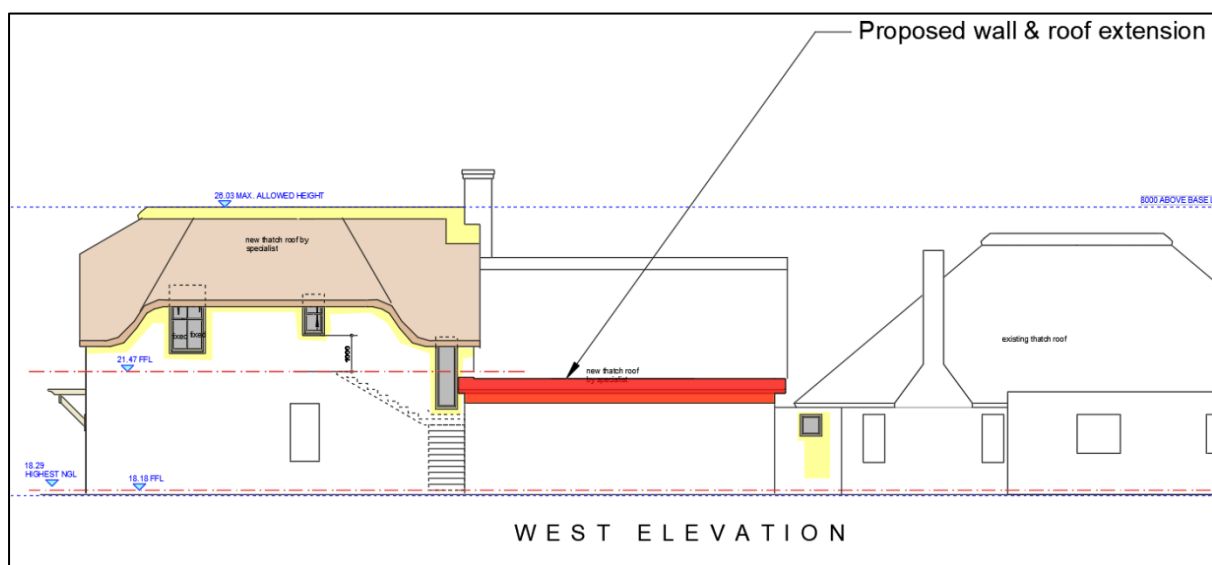 Proposed wall & roof extension
26.03 MAX. ALLOWED HEIGHT
8000 ABOVE BASE L
new thatch roof by
specialist
fixed fixed
1000
existing thatch roof
21.47 FFL
new thatch roof
by specialist
18.29
HIGHEST NGL
18.18 FFL
WEST ELEVATION